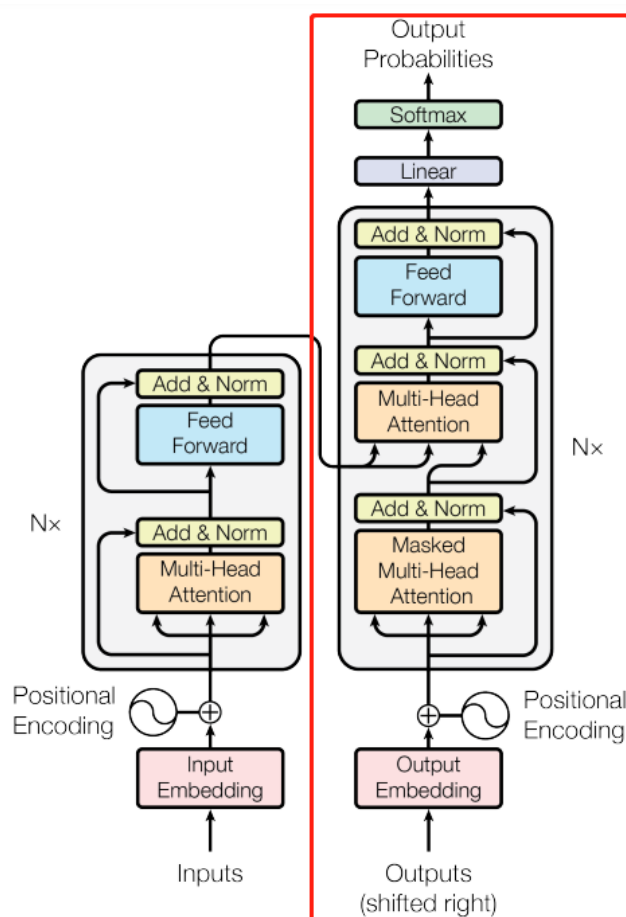 Output
Probabilities
Softmax
Linear
Add & Norm
Feed
Forward
Add & Norm
Multi-Head
Attention
N×
Add & Norm
Masked
Multi-Head
Attention
Positional
Encoding
Output
Embedding
Outputs
(shifted right)
Add & Norm
Feed
Forward
N×
Add & Norm
Multi-Head
Attention
Positional
Encoding
Input
Embedding
Inputs